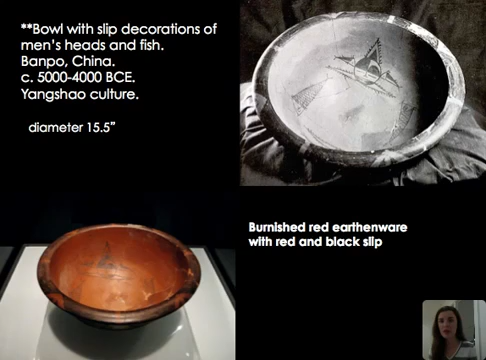 **Bowl with slip decorations of
men's heads and fish.
Banpo, China.
c. 5000-4000 BCE.
Yangshao culture.
diameter 15.5”
Burnished red earthenware
with red and black slip